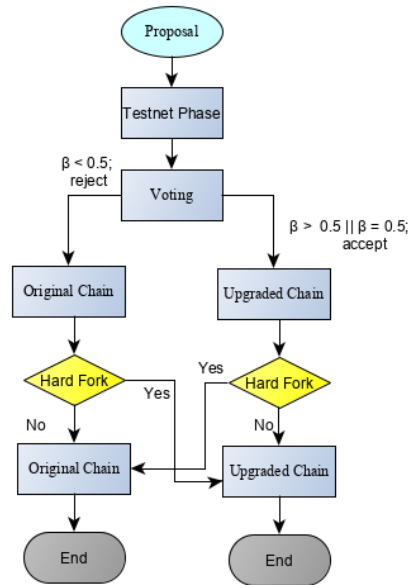 Proposal
Testnet Phase
β < 0.5;
reject
Voting
β > 0.5 || β = 0.5;
accept
Original Chain
Upgraded Chain
Hard Fork
Yes
Yes
Hard Fork
No
No
Original Chain
Upgraded Chain
End
End